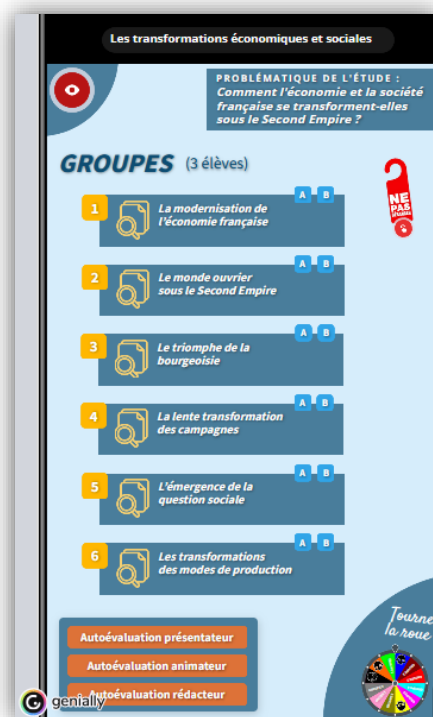 Les transformations économiques et sociales
PROBLÉMATIQUE DE L'ÉTUDE :
Comment l'économie et la société
française se transforment-elles
sous le Second Empire ?
GROUPES (3 élèves)
A B
1 La modernisation de
l'économie française
NE
PAS
A B
2 Le monde ouvrier
sous le Second Empire
A B
3 Le triomphe de la
bourgeoisie
A B
4 La lente transformation
des campagnes
A B
5 L'émergence de la
question sociale
A B
6 Les transformations
des modes de production
Tourne
la roue
Autoévaluation présentateur
Autoévaluation animateur
Autoévaluation rédacteur
genially